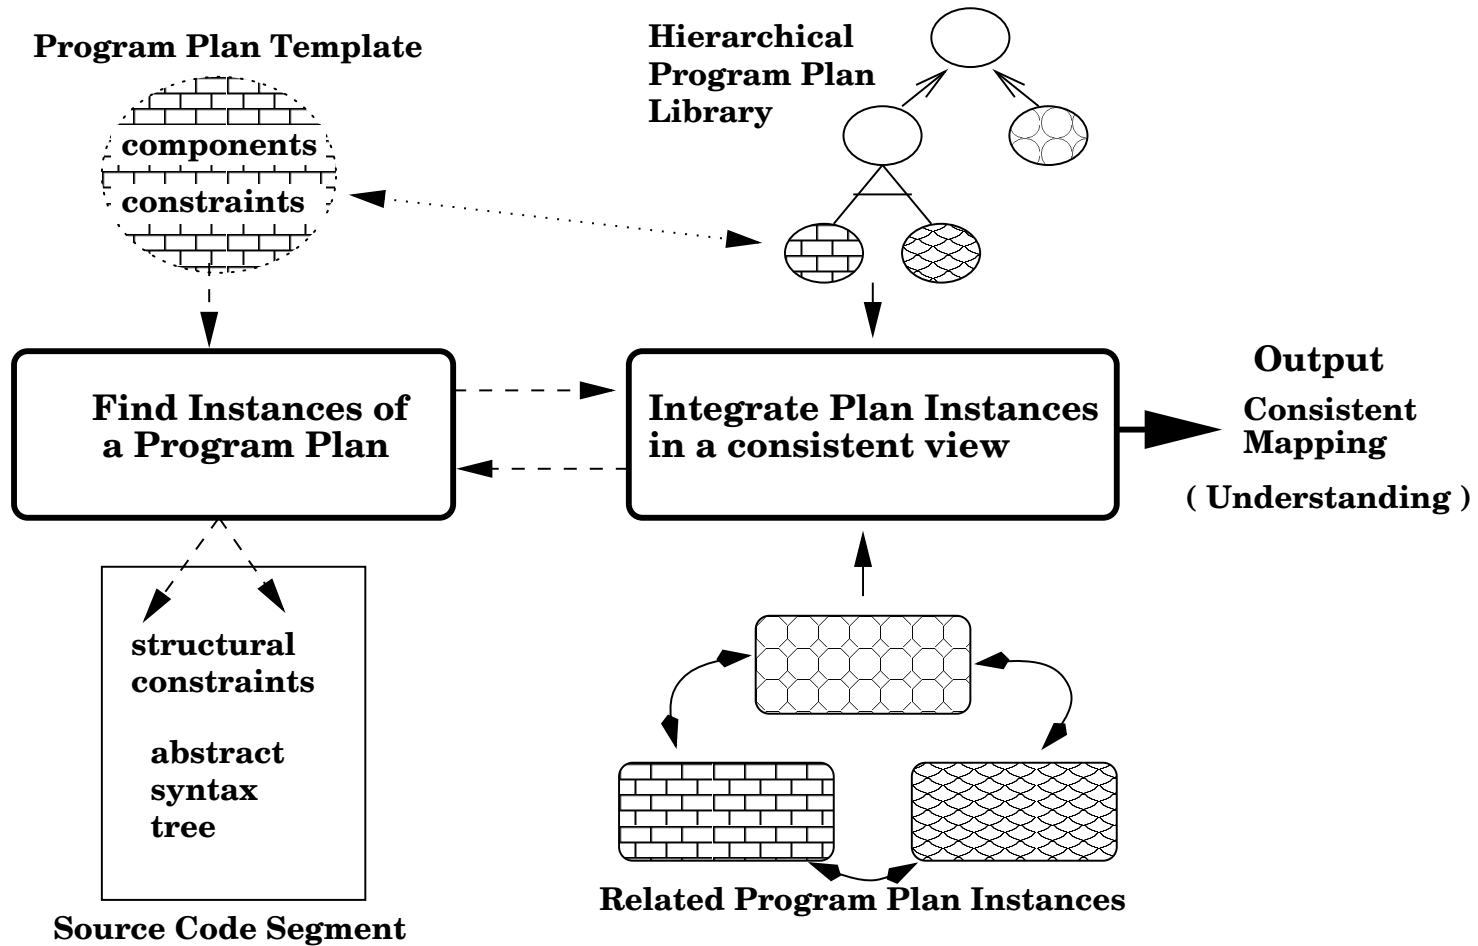 Program Plan Template
components
constraints
Hierarchical
Program Plan
Library
Find Instances of
a Program Plan
Integrate Plan Instances
in a consistent view
Output
Consistent
Mapping
( Understanding )
structural
constraints
abstract
syntax
tree
Source Code Segment
Related Program Plan Instances